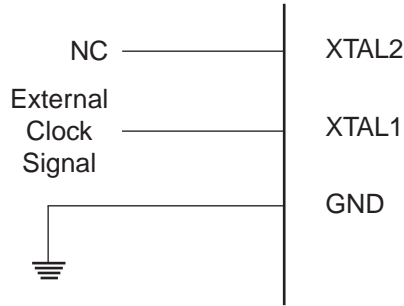 NC
XTAL2
External
Clock
Signal
XTAL1
GND